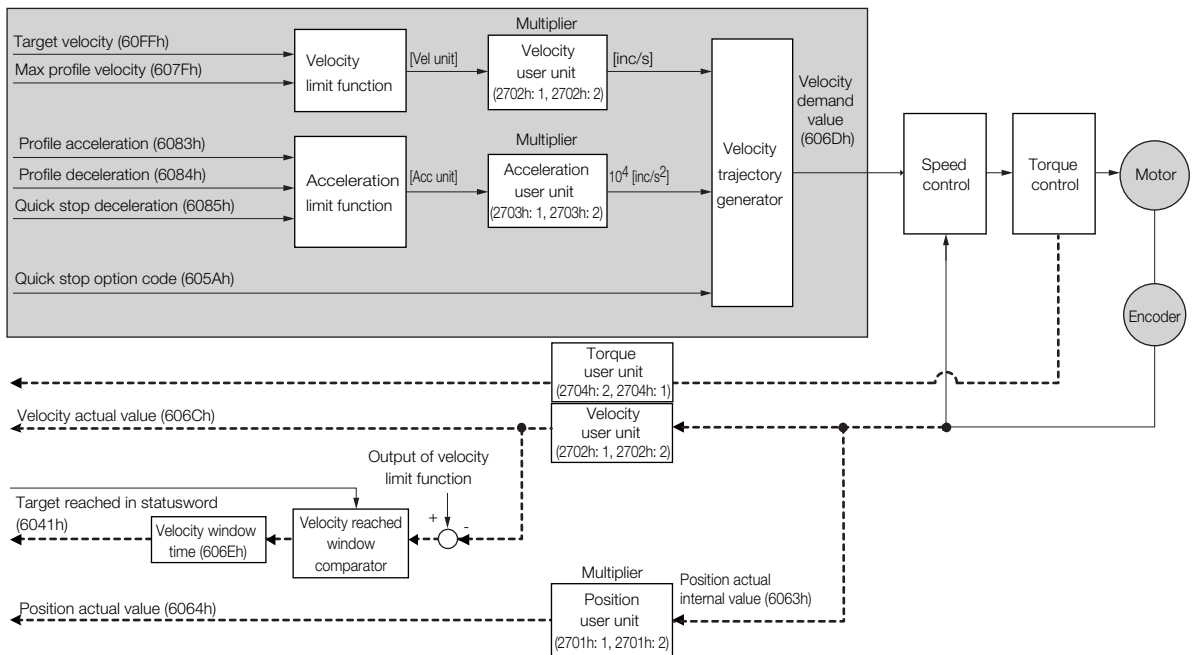 Target velocity (60FFh)
Max profile velocity (607Fh)
Velocity
limit function
[Vel unit]
Multiplier
Velocity
user unit
(2702h: 1, 2702h: 2)
[inc/s]
Profile acceleration (6083h)
Profile deceleration (6084h)
Quick stop deceleration (6085h)
Acceleration
limit function
[Acc unit]
Multiplier
Acceleration
user unit
(2703h: 1, 2703h: 2)
10⁴ [inc/s²]
Quick stop option code (605Ah)
Velocity
trajectory
generator
Velocity
demand
value
(606Dh)
Speed
control
Torque
control
Motor
Encoder
Torque
user unit
(2704h: 2, 2704h: 1)
Velocity actual value (606Ch)
Velocity
user unit
(2702h: 1, 2702h: 2)
Output of velocity
limit function
+
-
Target reached in statusword
(6041h)
Velocity window
time (606Eh)
Velocity reached
window
comparator
Position actual value (6064h)
Multiplier
Position
user unit
(2701h: 1, 2701h: 2)
Position actual
internal value (6063h)